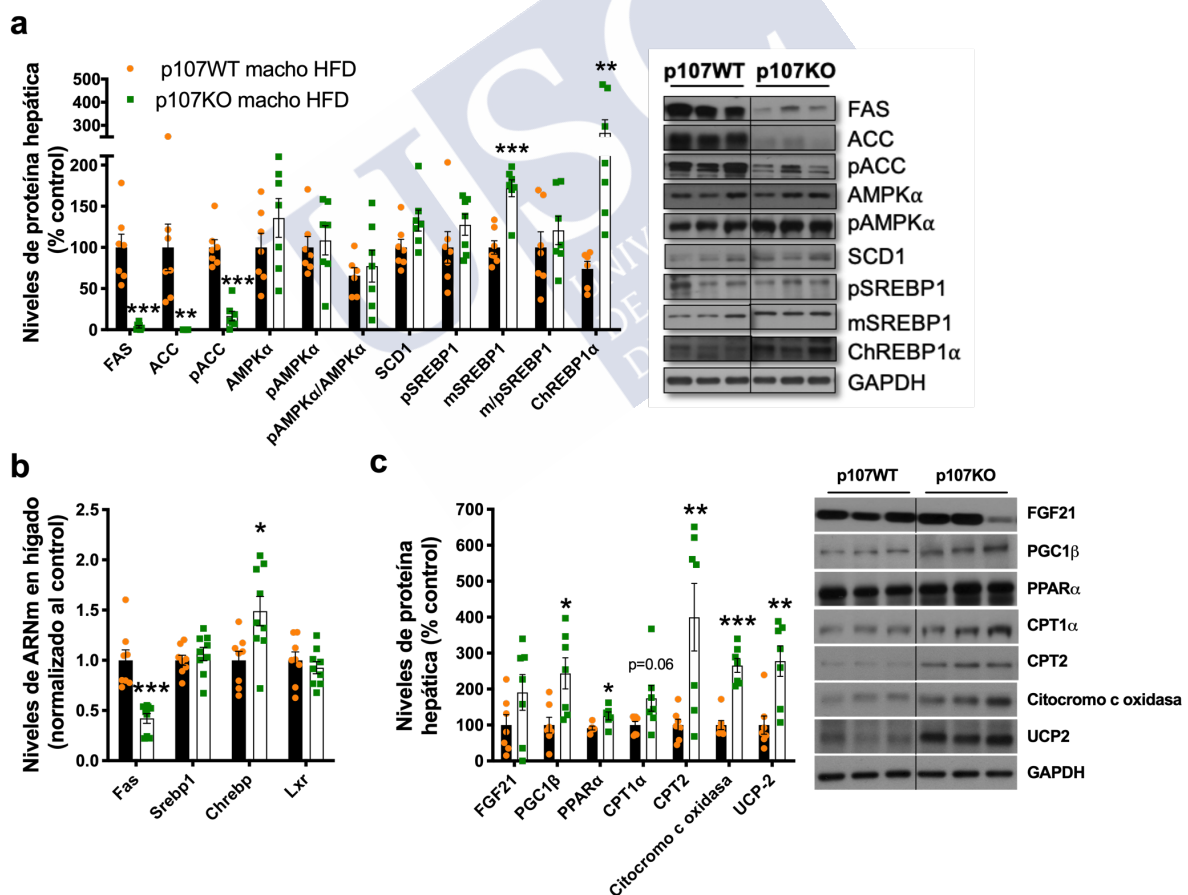 a
Niveles de proteína hepática
(% control)
500
400
300
200
150
100
50
0
p107WT macho HFD
p107KO macho HFD
***
**
***
***
**
FAS
ACC
pACC
AMPKα
pAMPKα
pAMPKα/AMPKα
SCD1
pSREBP1
mSREBP1
m/pSREBP1
ChREBP1α
p107WT p107KO
FAS
ACC
pACC
AMPKα
pAMPKα
SCD1
pSREBP1
mSREBP1
ChREBP1α
GAPDH
USC
UNIV
DE
b
Niveles de ARNm en hígado
(normalizado al control)
2.5
2.0
1.5
1.0
0.5
0.0
***
*
Fas
Srebp1
Chrebp
Lxr
c
Niveles de proteína
hepática (% control)
700
600
500
400
300
200
100
0
*
*
p=0.06
**
***
**
FGF21
PGC1β
PPARα
CPT1α
CPT2
Citocromo c oxidasa
UCP-2
p107WT p107KO
FGF21
PGC1β
PPARα
CPT1α
CPT2
Citocromo c oxidasa
UCP2
GAPDH